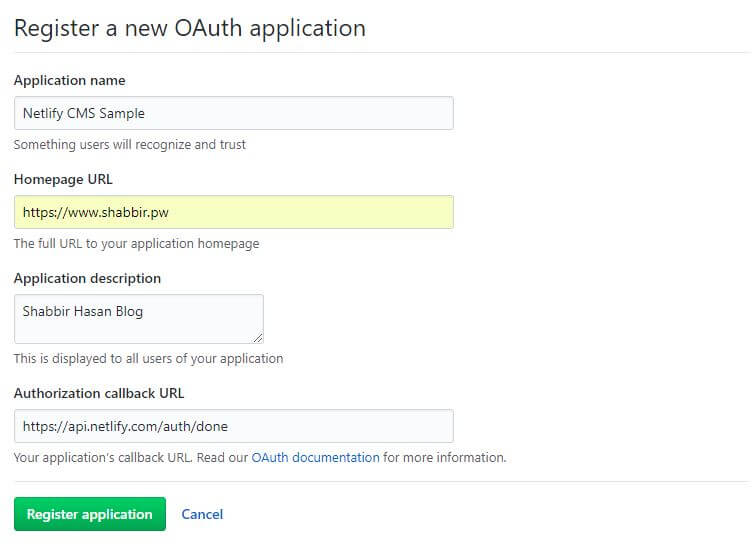 Register a new OAuth application
Application name
Netlify CMS Sample
Something users will recognize and trust
Homepage URL
https://www.shabbir.pw
The full URL to your application homepage
Application description
Shabbir Hasan Blog
This is displayed to all users of your application
Authorization callback URL
https://api.netlify.com/auth/done
Your application's callback URL. Read our OAuth documentation for more information.
Register application Cancel